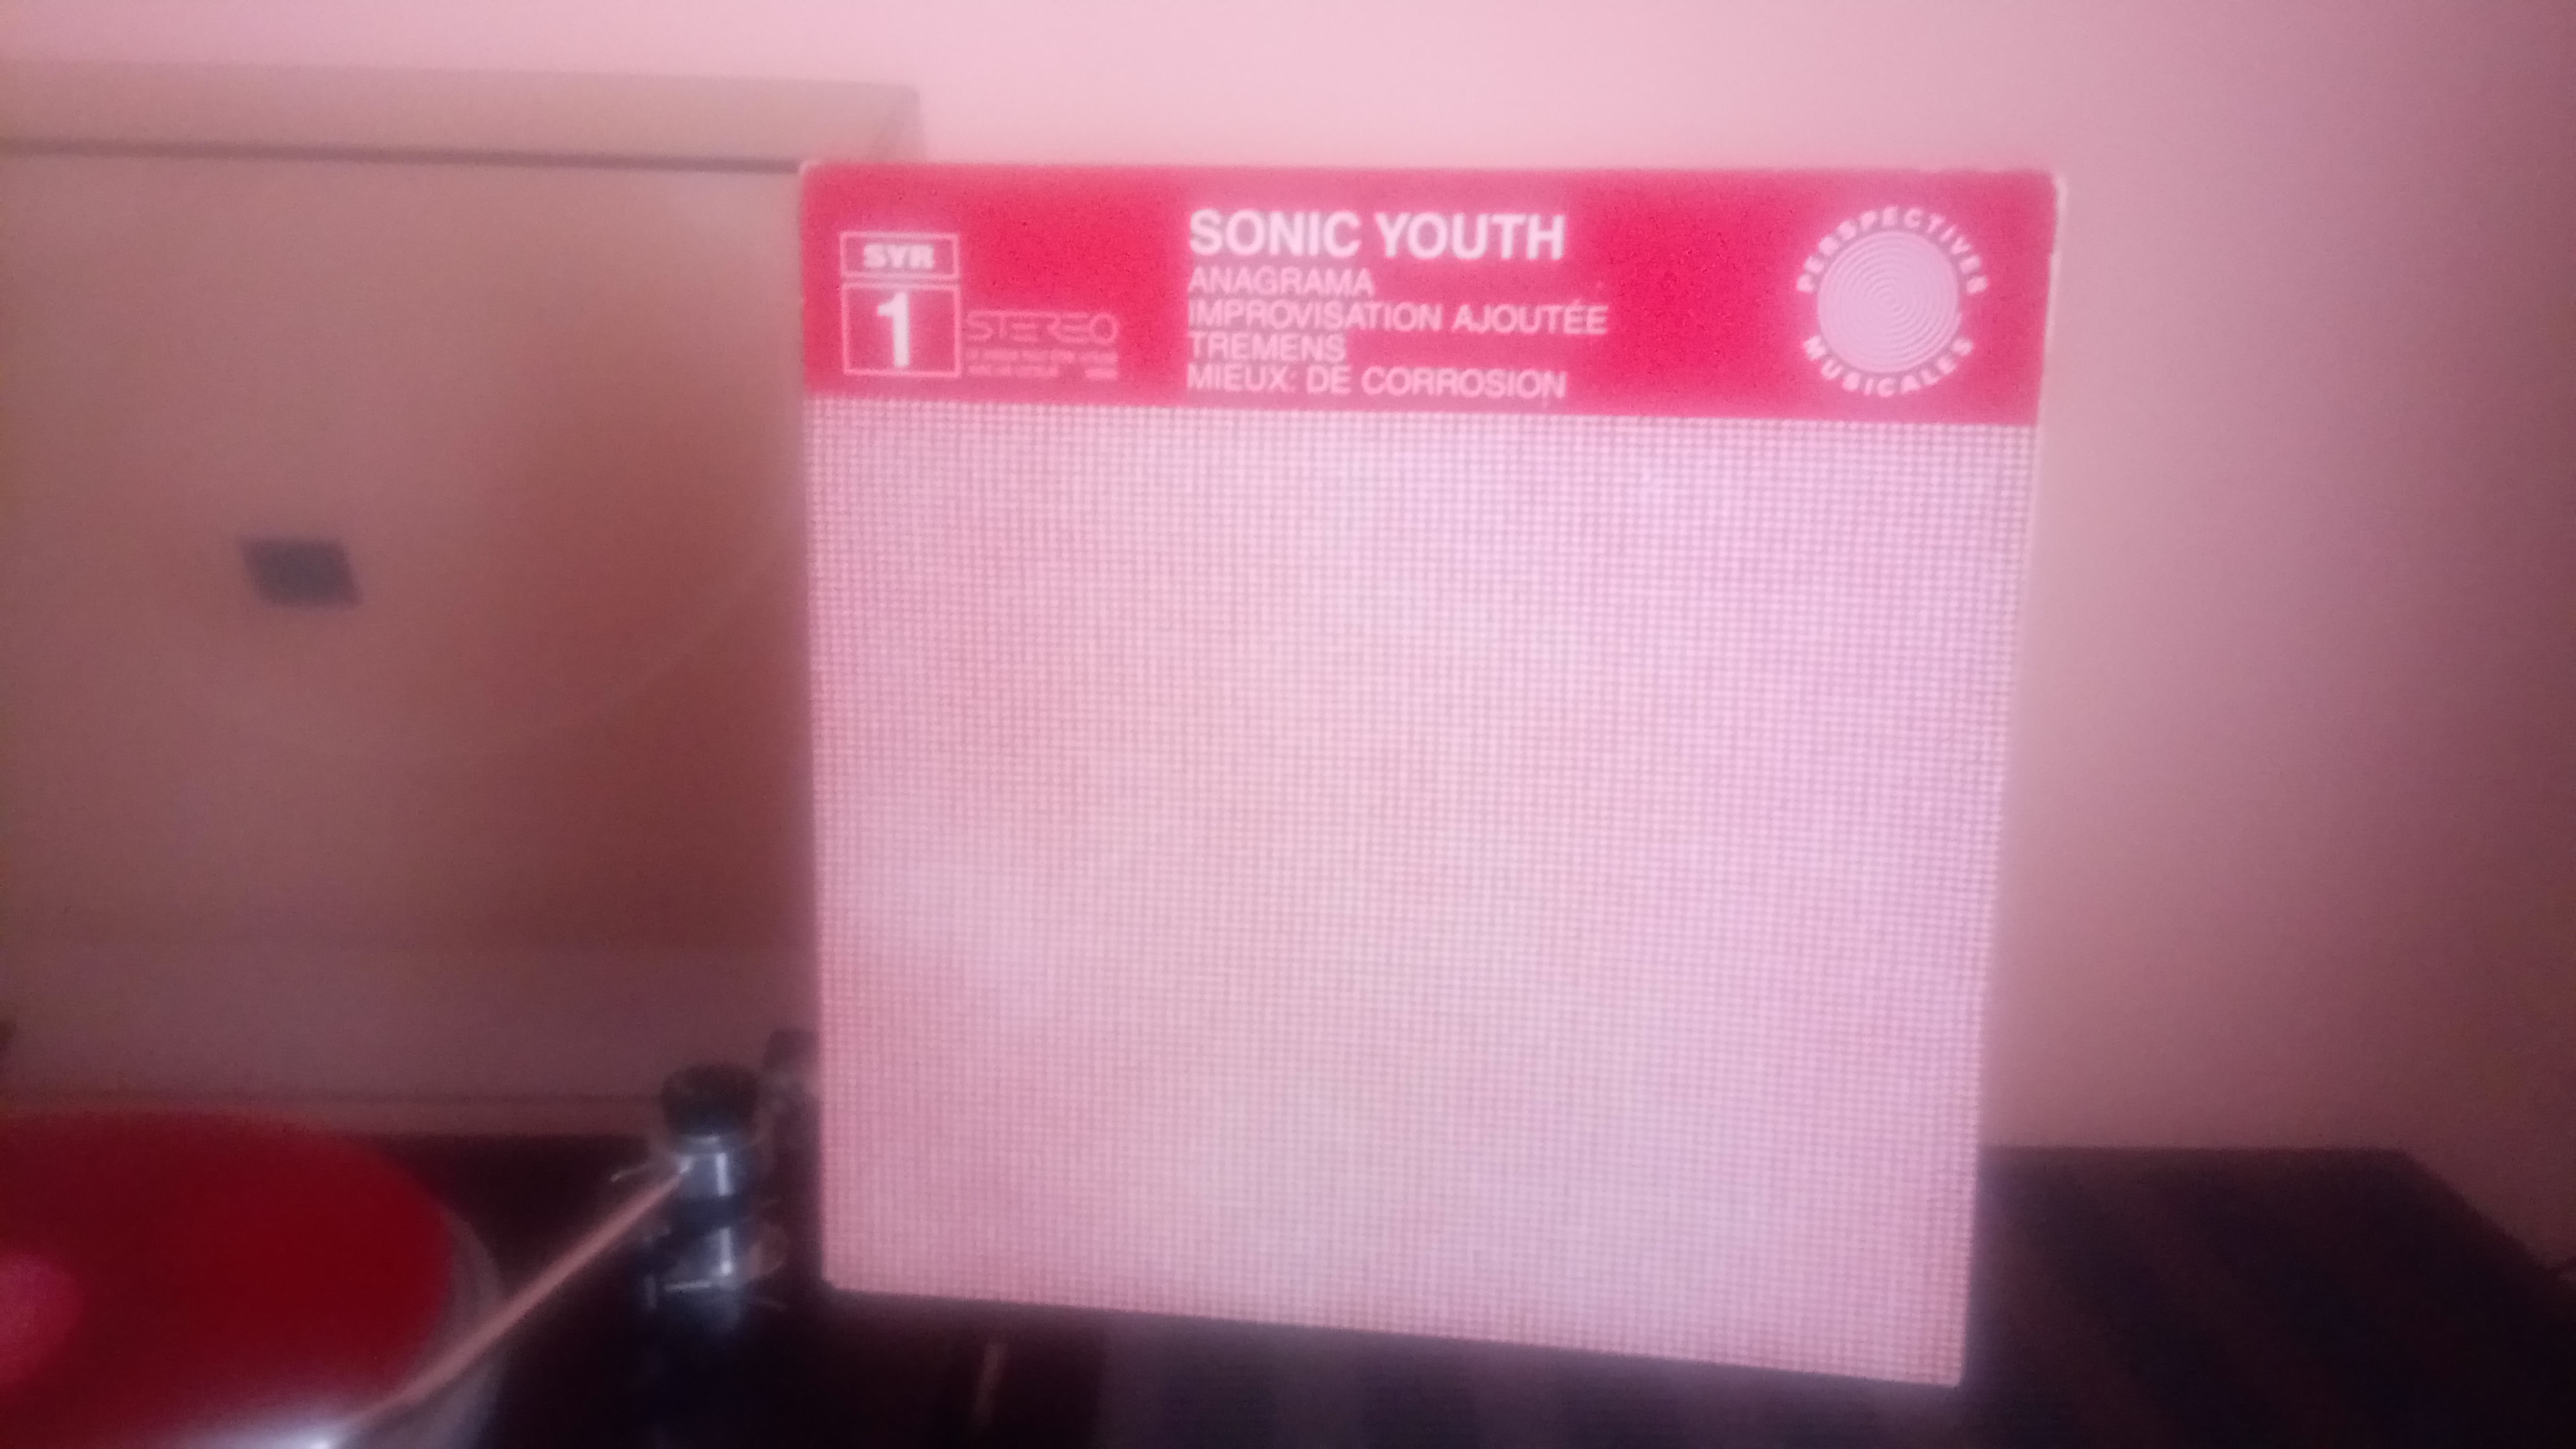 SYR
1
STEREO
SONIC YOUTH
ANAGRAMA
IMPROVISATION AJOUTÉE
TREMENS
MIEUX: DE CORROSION
PERSPECTIVES
MUSICALES